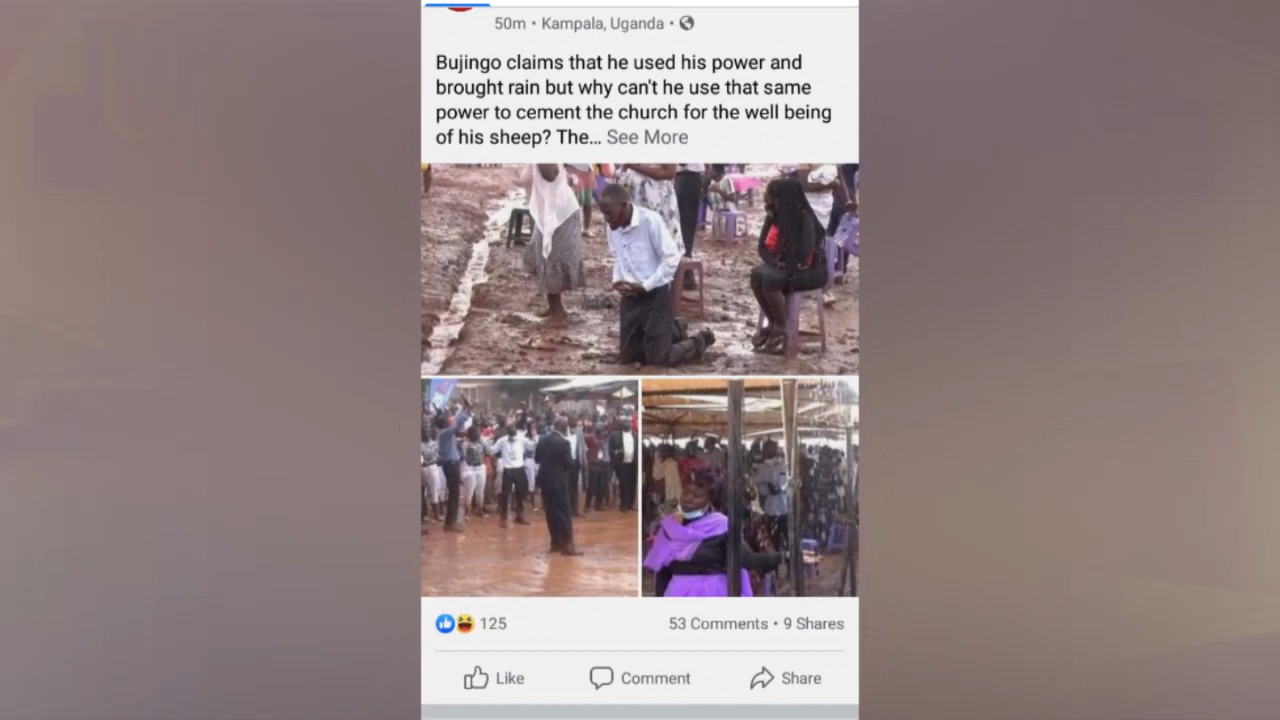 50m • Kampala, Uganda •
Bujingo claims that he used his power and
brought rain but why can't he use that same
power to cement the church for the well being
of his sheep? The... See More
125
53 Comments • 9 Shares
Like
Comment
Share